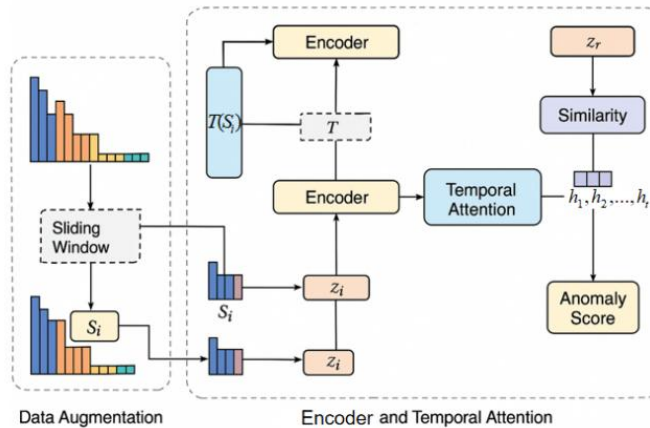 Encoder
z_r
T(S_i)
T
Similarity
Encoder
Temporal
Attention
h_1, h_2, ..., h_t
Sliding
Window
S_i
z_i
Anomaly
Score
S_i
z_i
Data Augmentation
Encoder and Temporal Attention